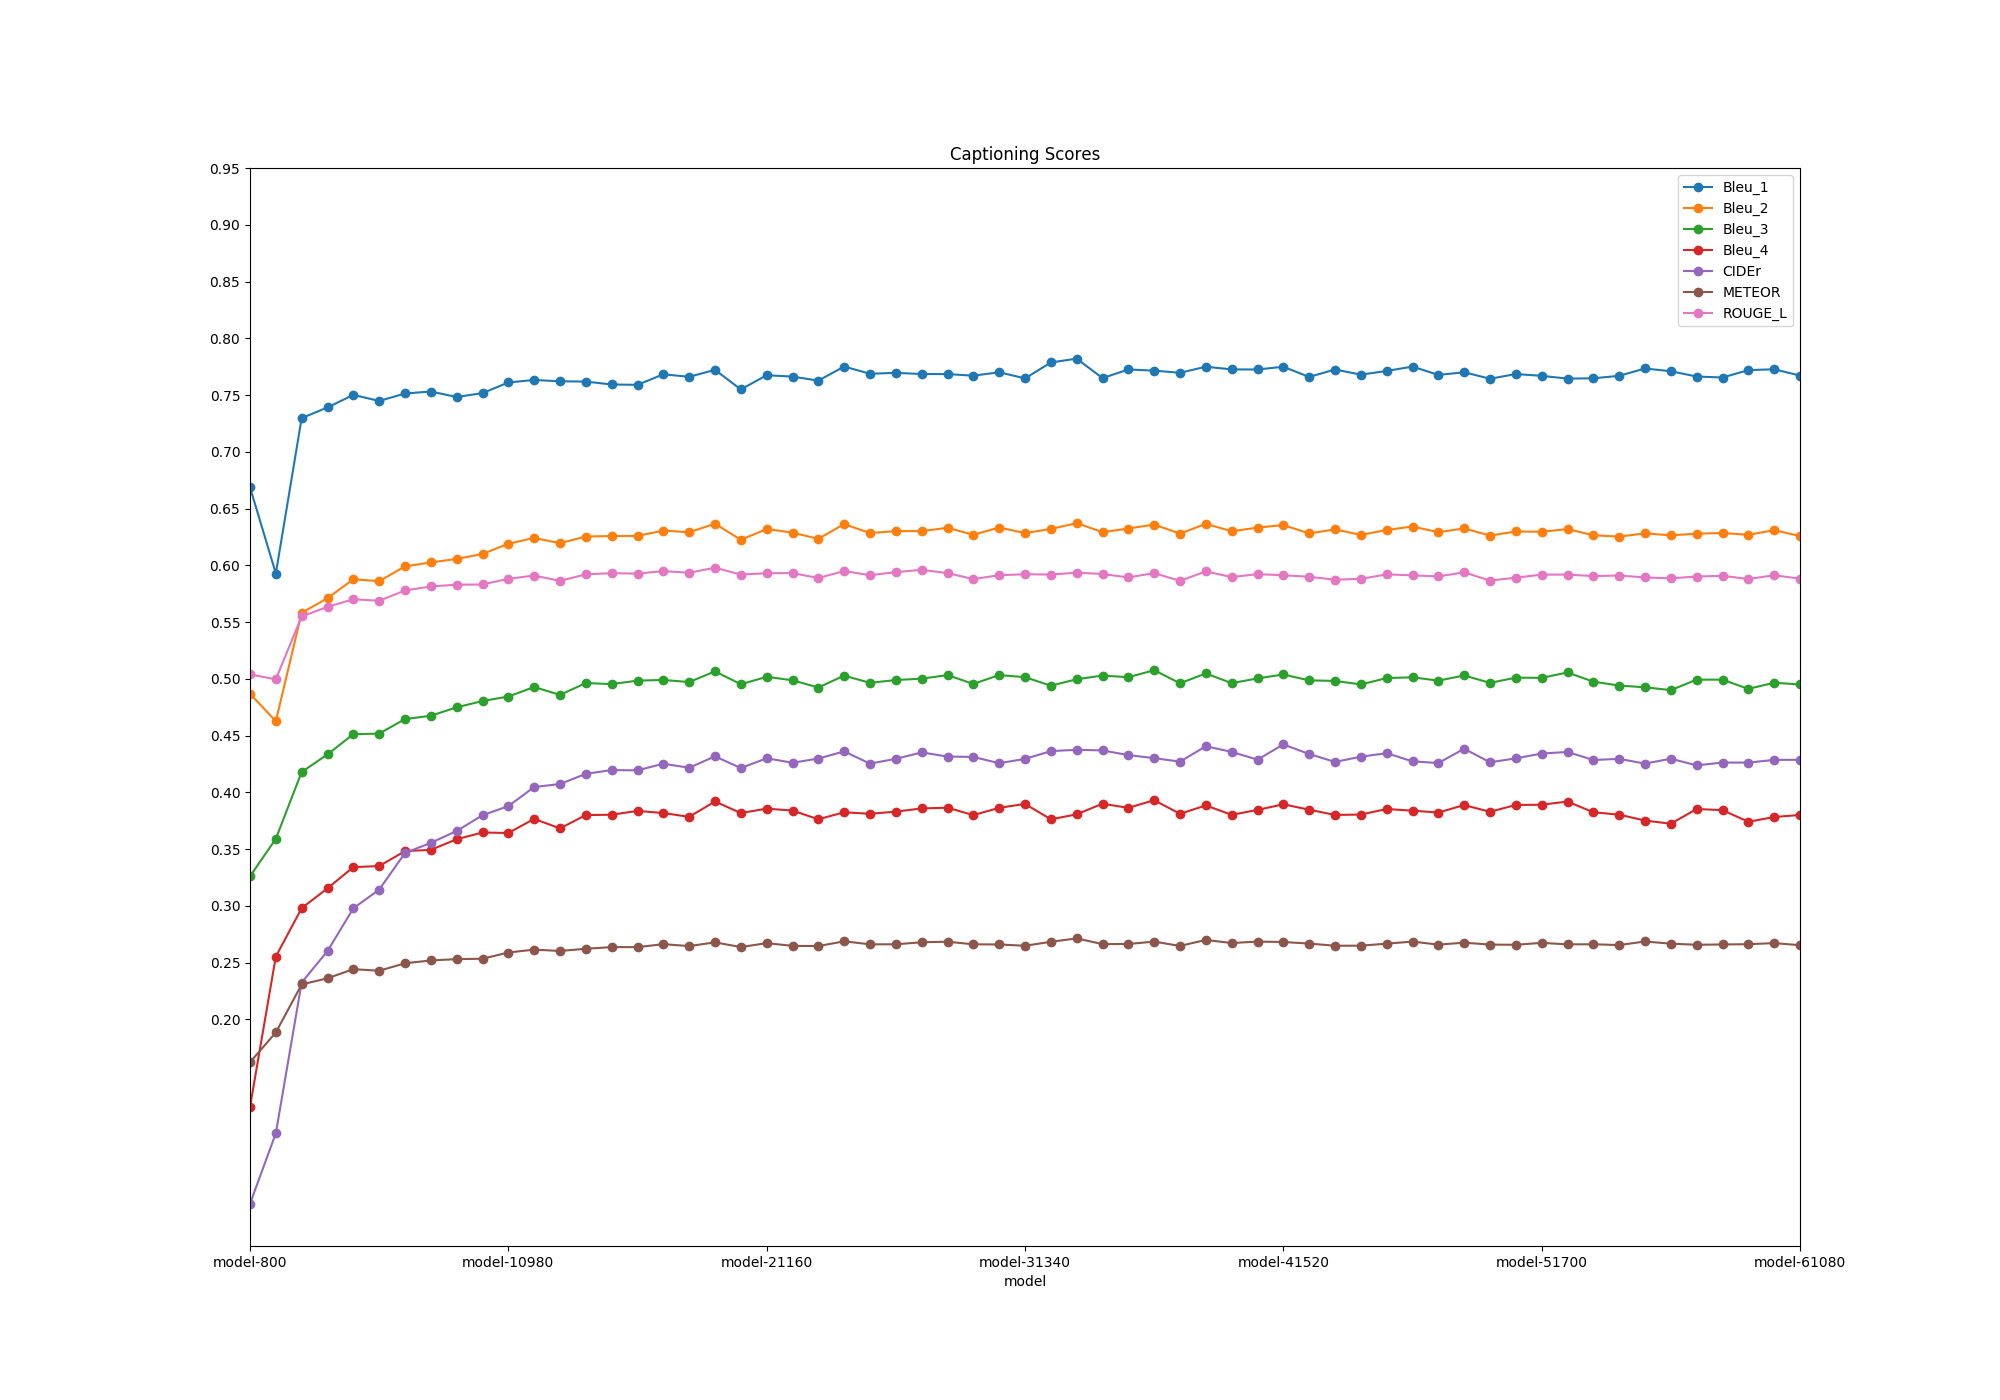 Captioning Scores
0.95
0.90
0.85
0.80
0.75
0.70
0.65
0.60
0.55
0.50
0.45
0.40
0.35
0.30
0.25
0.20
Bleu_1
Bleu_2
Bleu_3
Bleu_4
CIDEr
METEOR
ROUGE_L
model-800 model-10980 model-21160 model-31340 model-41520 model-51700 model-61080
model